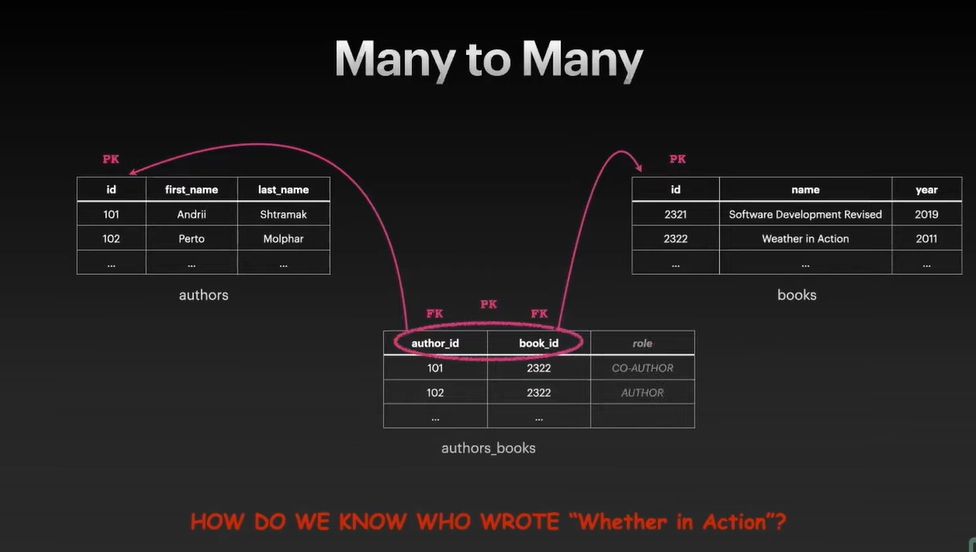 Many to Many
PK
id first_name last_name
101 Andrii Shtramak
102 Perto Molphar
... ... ...
authors
PK
id name year
2321 Software Development Revised 2019
2322 Weather in Action 2011
... ... ...
books
FK PK FK
author_id book_id role
101 2322 CO-AUTHOR
102 2322 AUTHOR
... ...
authors_books
HOW DO WE KNOW WHO WROTE “Whether in Action”?